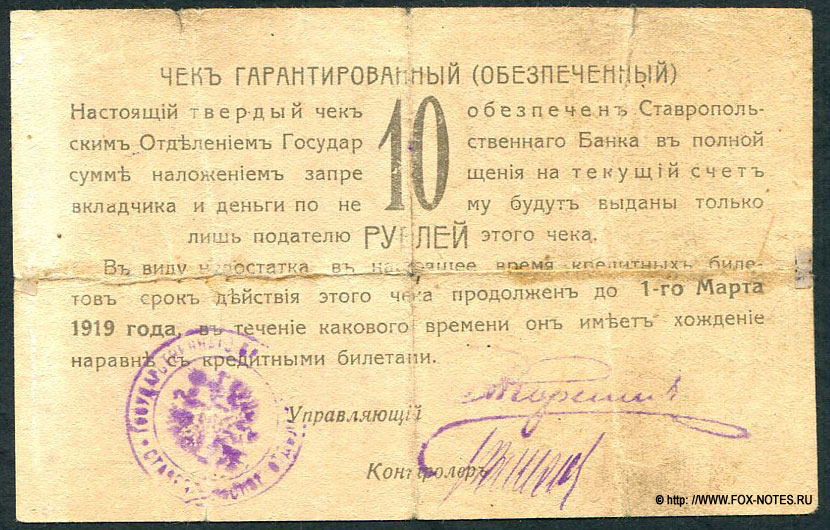 ЧЕКЪ ГАРАНТИРОВАННЫЙ (ОБЕЗПЕЧЕННЫЙ)
Настоящій твердый чекъ 10 обезпеченъ Ставрополь-
скимъ Отдѣленіемъ Государ ственнаго Банка въ полной
суммѣ наложеніемъ запре щенія на текущій счетъ
вкладчика и деньги по не му будутъ выданы только
лишь подателю РУБЛЕЙ этого чека.
Въ виду недостатка въ настоящее время кредитныхъ биле-
товъ срокъ дѣйствія этого чека продолженъ до 1-го Марта
1919 года, въ теченіе какового времени онъ имѣетъ хожденіе
наравнѣ съ кредитными билетами.
Управляющій
Контролеръ
© http: //WWW.FOX-NOTES.RU